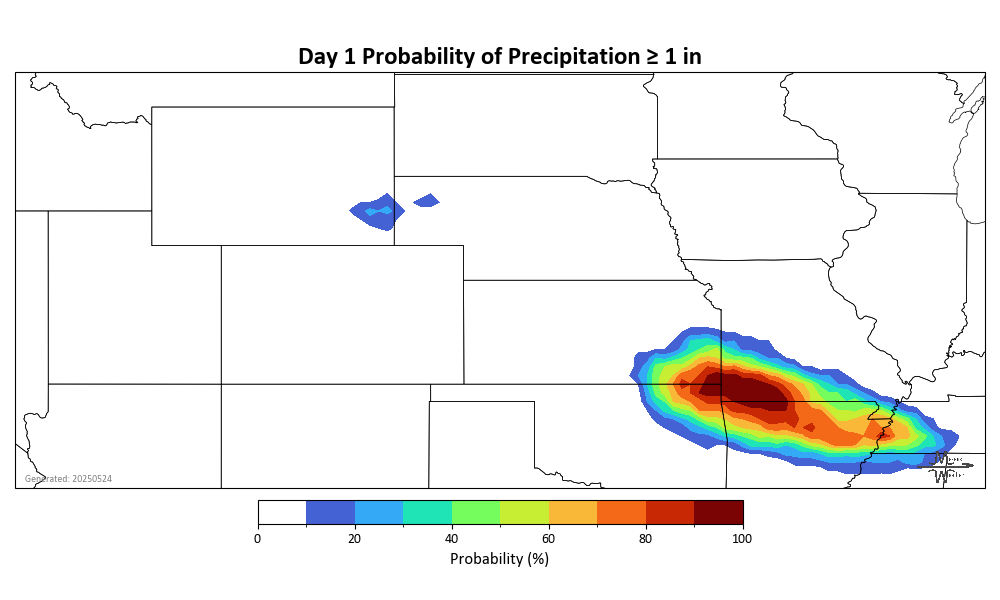 Day 1 Probability of Precipitation ≥ 1 in
Generated: 20250524
0 20 40 60 80 100
Probability (%)